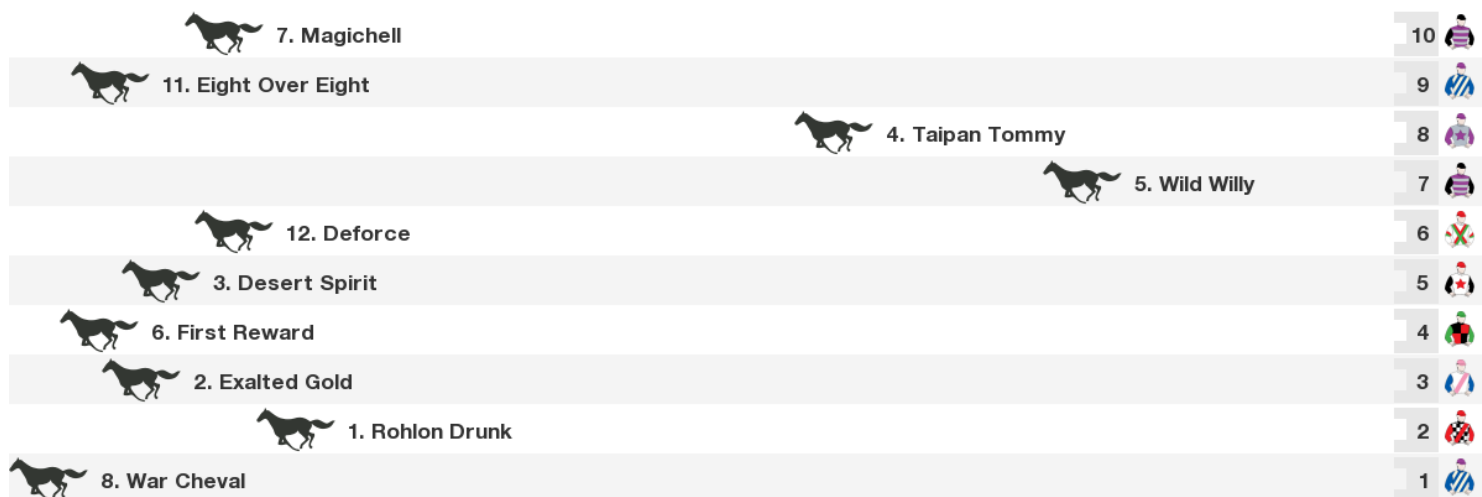 7. Magichell 10
11. Eight Over Eight 9
4. Taipan Tommy 8
5. Wild Willy 7
12. Deforce 6
3. Desert Spirit 5
6. First Reward 4
2. Exalted Gold 3
1. Rohlon Drunk 2
8. War Cheval 1